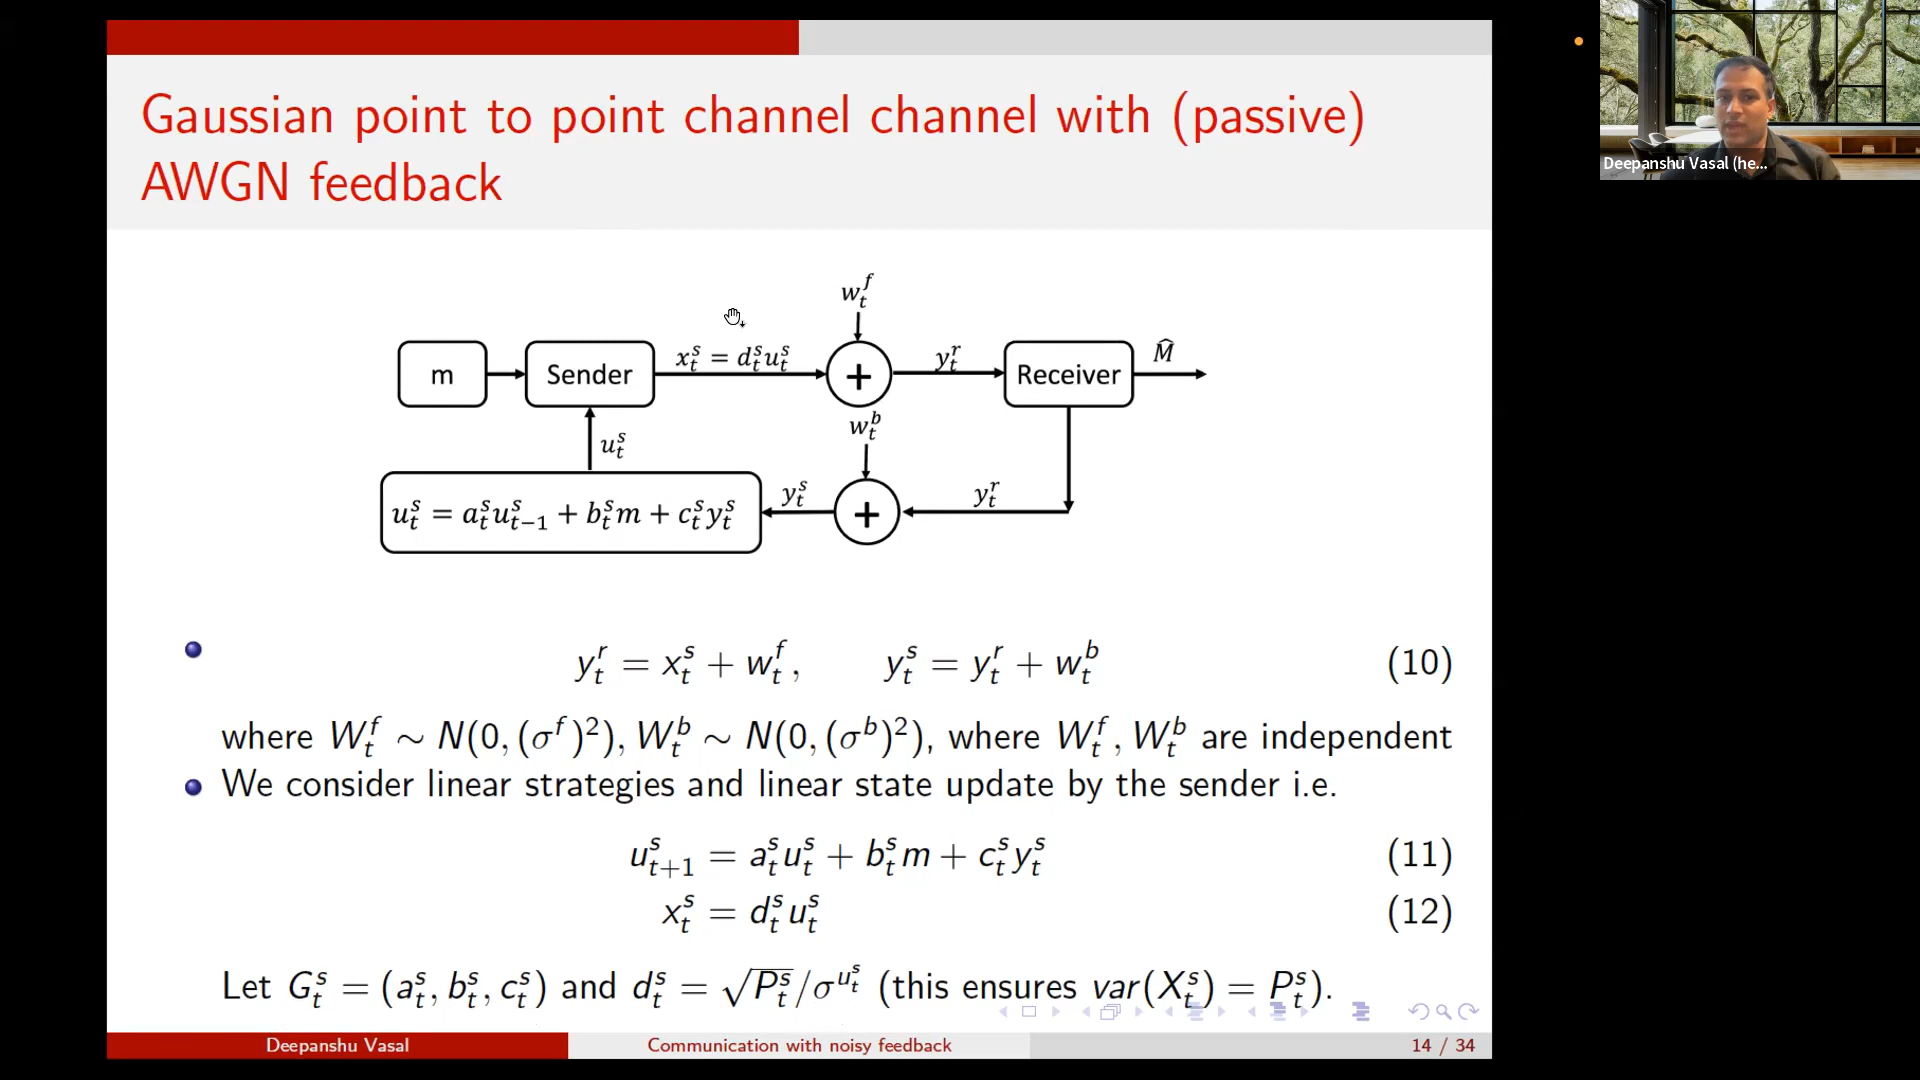 Gaussian point to point channel channel with (passive)
AWGN feedback
w_t^f
m
Sender
x_t^s = d_t^s u_t^s
+
y_t^r
Receiver
M̂
w_t^b
u_t^s
u_t^s = a_t^s u_{t-1}^s + b_t^s m + c_t^s y_t^s
y_t^s
+
y_t^r
y_t^r = x_t^s + w_t^f, y_t^s = y_t^r + w_t^b (10)
where W_t^f ∼ N(0, (σ^f)^2), W_t^b ∼ N(0, (σ^b)^2), where W_t^f, W_t^b are independent
We consider linear strategies and linear state update by the sender i.e.
u_{t+1}^s = a_t^s u_t^s + b_t^s m + c_t^s y_t^s (11)
x_t^s = d_t^s u_t^s (12)
Let G_t^s = (a_t^s, b_t^s, c_t^s) and d_t^s = √P_t^s/σ^{u_t^s} (this ensures var(X_t^s) = P_t^s).
Deepanshu Vasal
Communication with noisy feedback
14 / 34
Deepanshu Vasal (he...